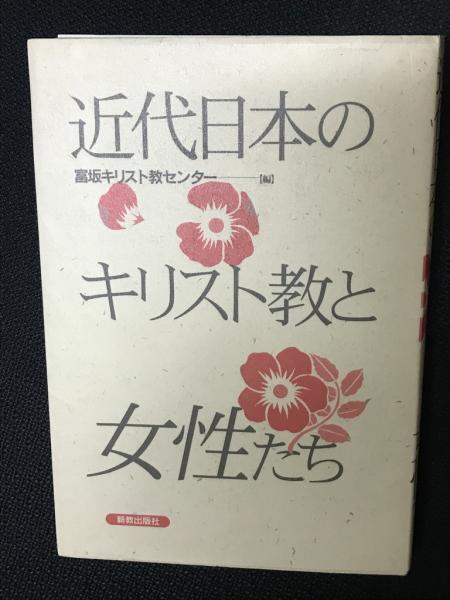 近代日本の
富坂キリスト教センター──【編】
キリスト教と
女性たち
新教出版社